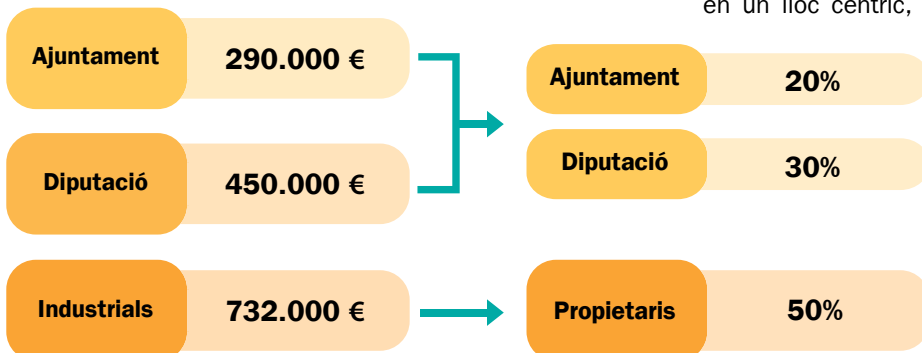 en un lloc cèntric,
Ajuntament 290.000 €
Ajuntament 20%
Diputació 450.000 €
Diputació 30%
Industrials 732.000 €
Propietaris 50%